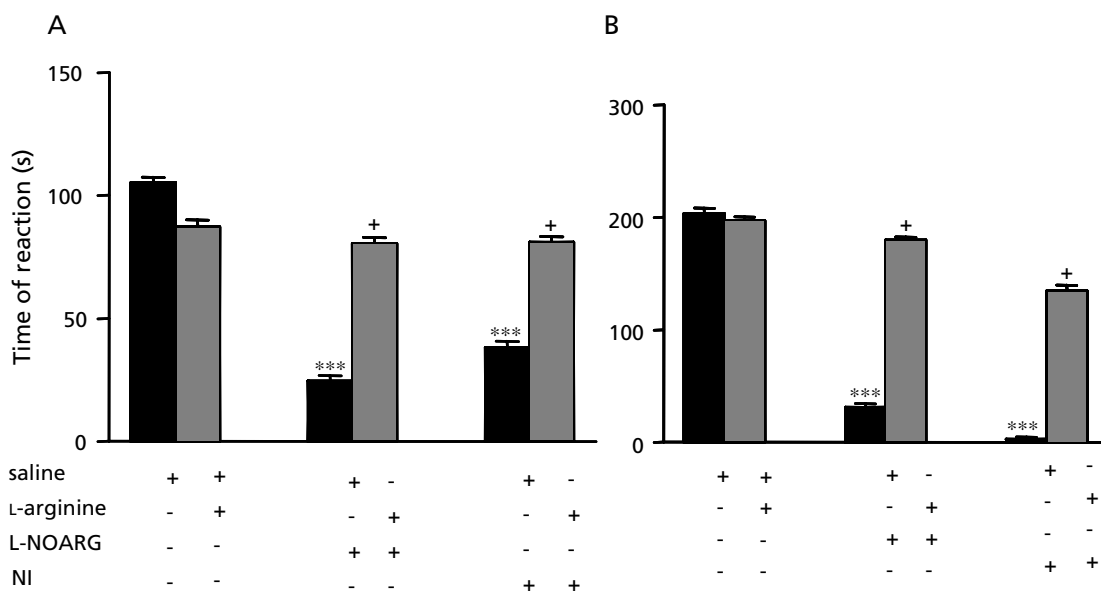 A
B
150
100
50
0
Time of reaction (s)
+
+
***
***
300
200
100
0
+
+
***
***
saline + + + - + - + + + - + -
L-arginine - + - + - + - + - + - +
L-NOARG - - + + - - - - + + - -
NI - - - - + + - - - - + +